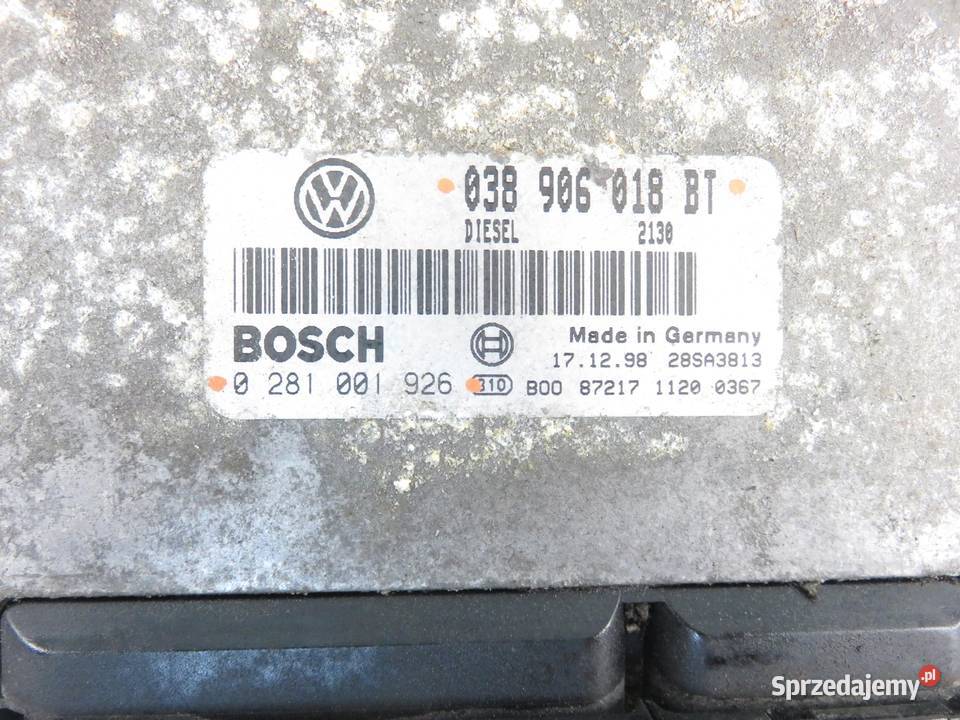 038 906 018 BT
DIESEL 2130
BOSCH
Made in Germany
17.12.98 28SA3813
0 281 001 926 310 B00 87217 1120 0367
Sprzedajemy.pl